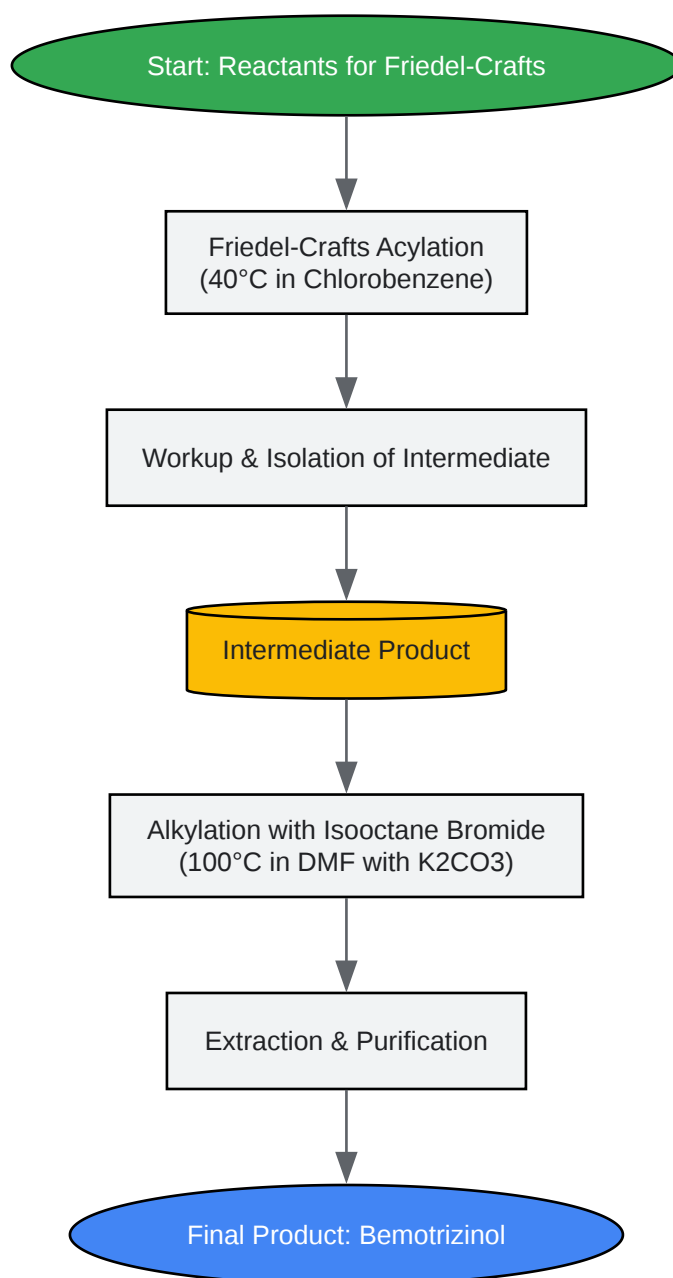 Start: Reactants for Friedel-Crafts
Friedel-Crafts Acylation
(40°C in Chlorobenzene)
Workup & Isolation of Intermediate
Intermediate Product
Alkylation with Isooctane Bromide
(100°C in DMF with K2CO3)
Extraction & Purification
Final Product: Bemotrizinol